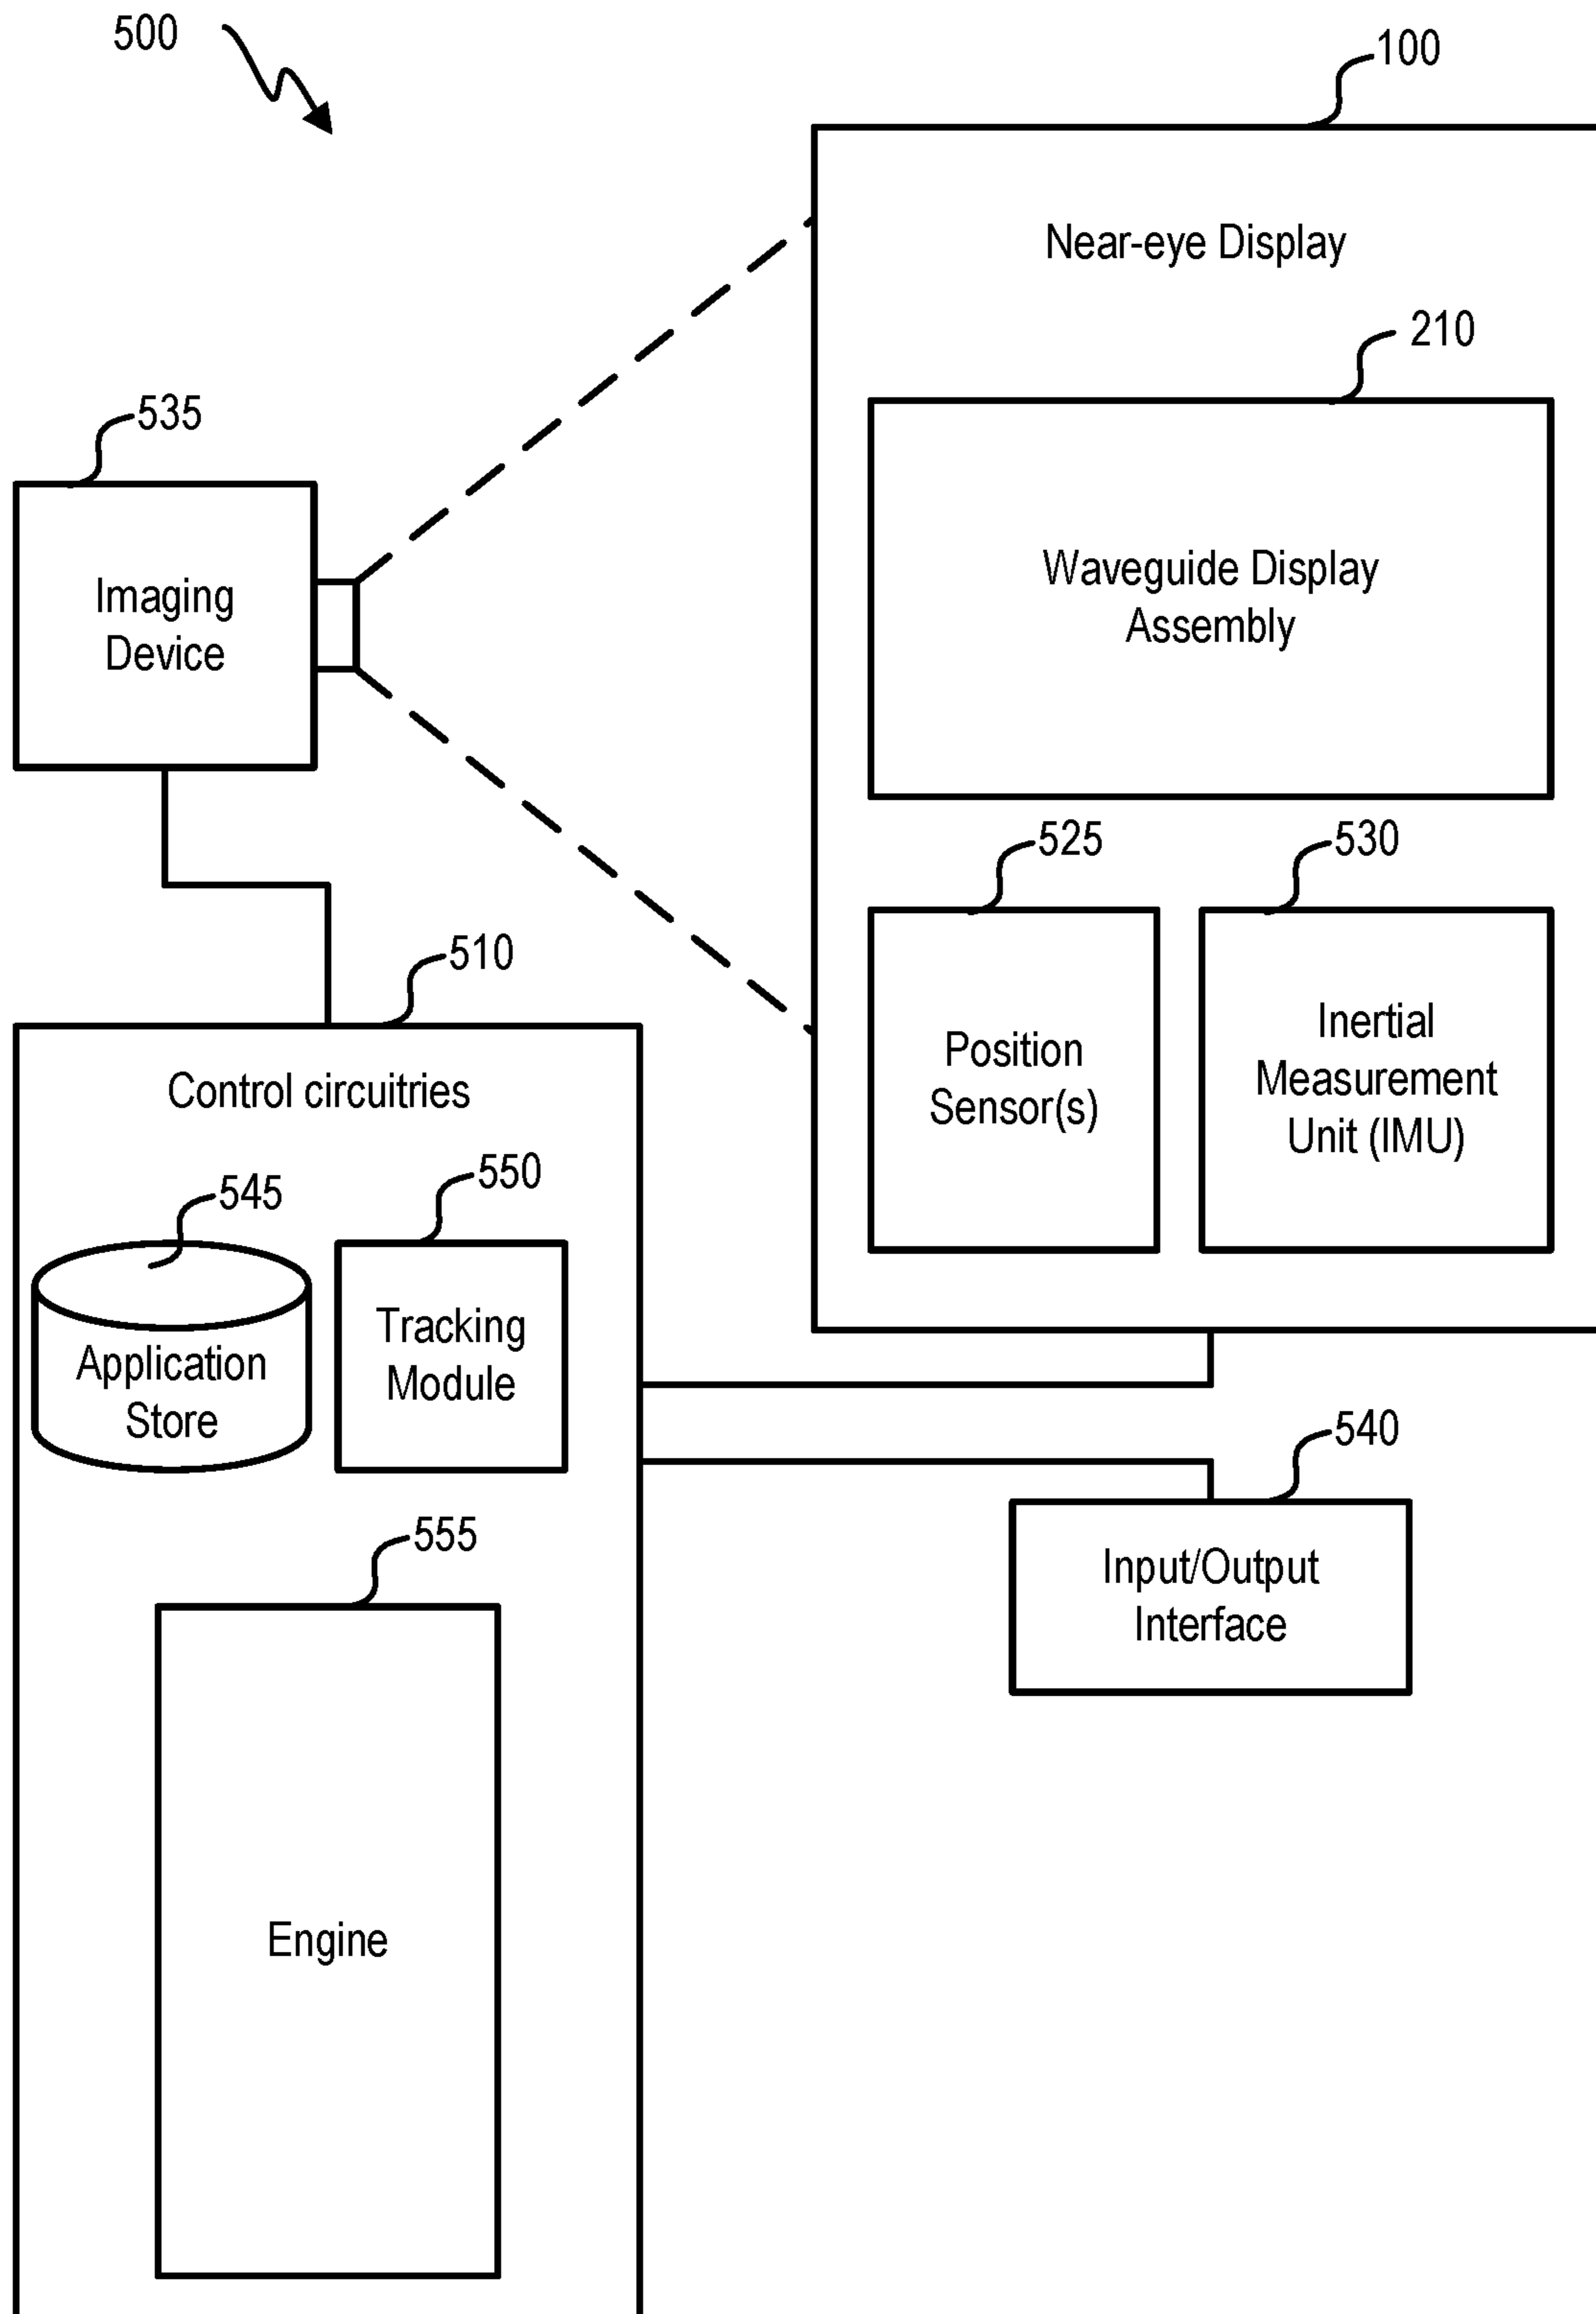 500
100
Near-eye Display
210
535
Waveguide Display
Assembly
Imaging
Device
525
530
510
Position
Sensor(s)
Inertial
Measurement
Unit (IMU)
Control circuitries
545
550
Application
Store
Tracking
Module
540
Input/Output
Interface
555
Engine